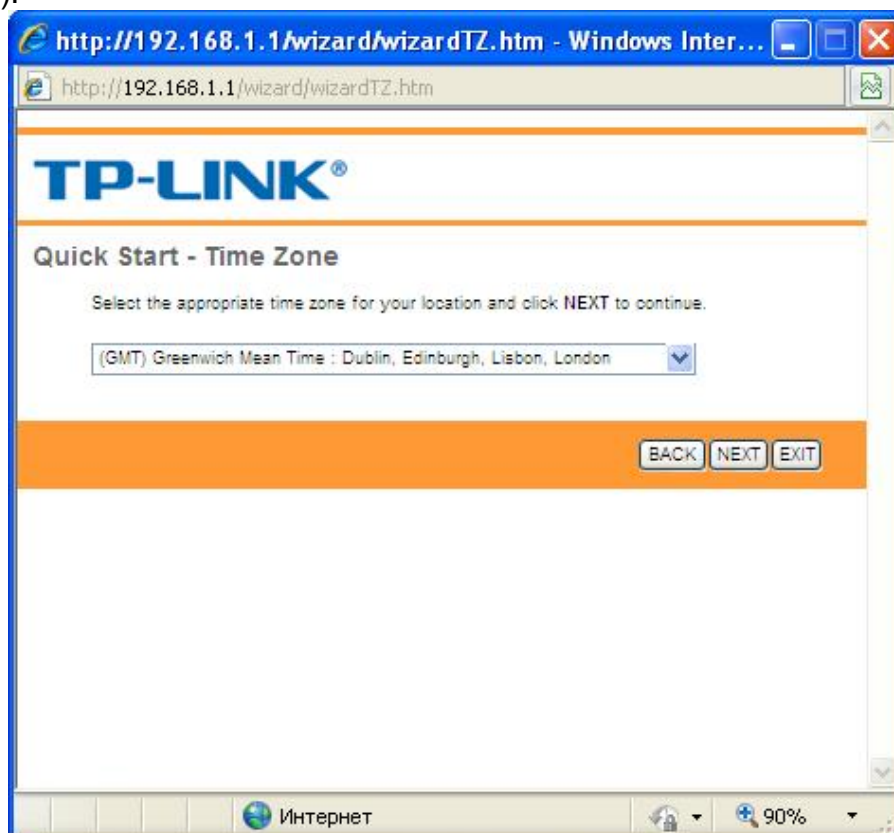 ).
http://192.168.1.1/wizard/wizardTZ.htm - Windows Inter...
http://192.168.1.1/wizard/wizardTZ.htm
TP-LINK®
Quick Start - Time Zone
Select the appropriate time zone for your location and click NEXT to continue.
(GMT) Greenwich Mean Time : Dublin, Edinburgh, Lisbon, London
BACK NEXT EXIT
Интернет 90%